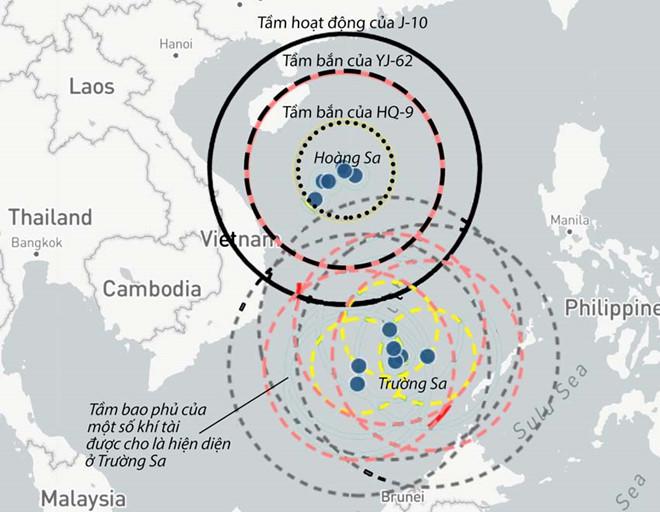 Tầm hoạt động của J-10
Hanoi
Tầm bắn của YJ-62
Laos
Tầm bắn của HQ-9
Hoàng Sa
Thailand
Manila
Bangkok
Vietnam
Cambodia
Philippine
Trường Sa
Sulu Sea
Tầm bao phủ của
một số khí tài
được cho là hiện diện
ở Trường Sa
Malaysia
Brunei
Sea